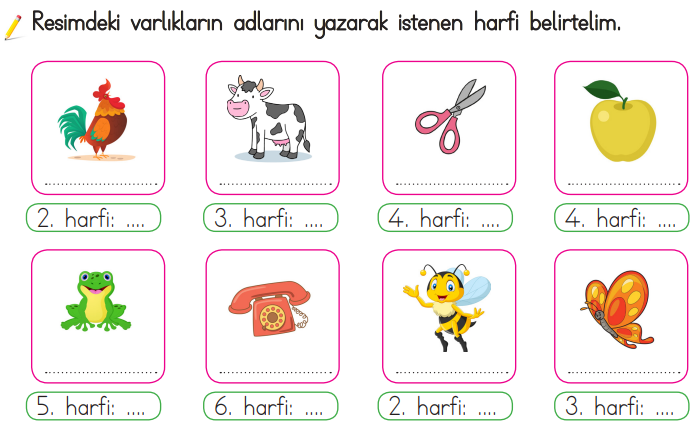 Resimdeki varlıkların adlarını yazarak istenen harfi belirtelim.
2. harfi: ....
3. harfi: ....
4. harfi: ....
4. harfi: ....
5. harfi: ....
6. harfi: ....
2. harfi: ....
3. harfi: ....